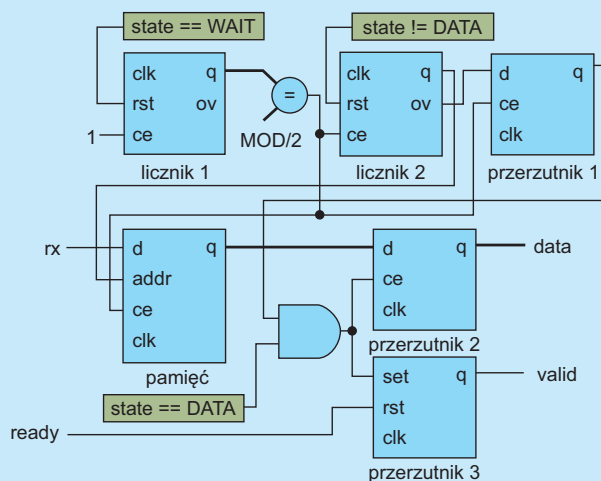 state == WAIT
state != DATA
clk q
rst ov
1 ce
=
MOD/2
licznik 1
clk q
rst ov
ce
licznik 2
d q
ce
clk
przerzutnik 1
rx
d q
addr
ce
clk
pamięć
d q
ce
clk
przerzutnik 2
data
state == DATA
set q
rst
clk
przerzutnik 3
valid
ready